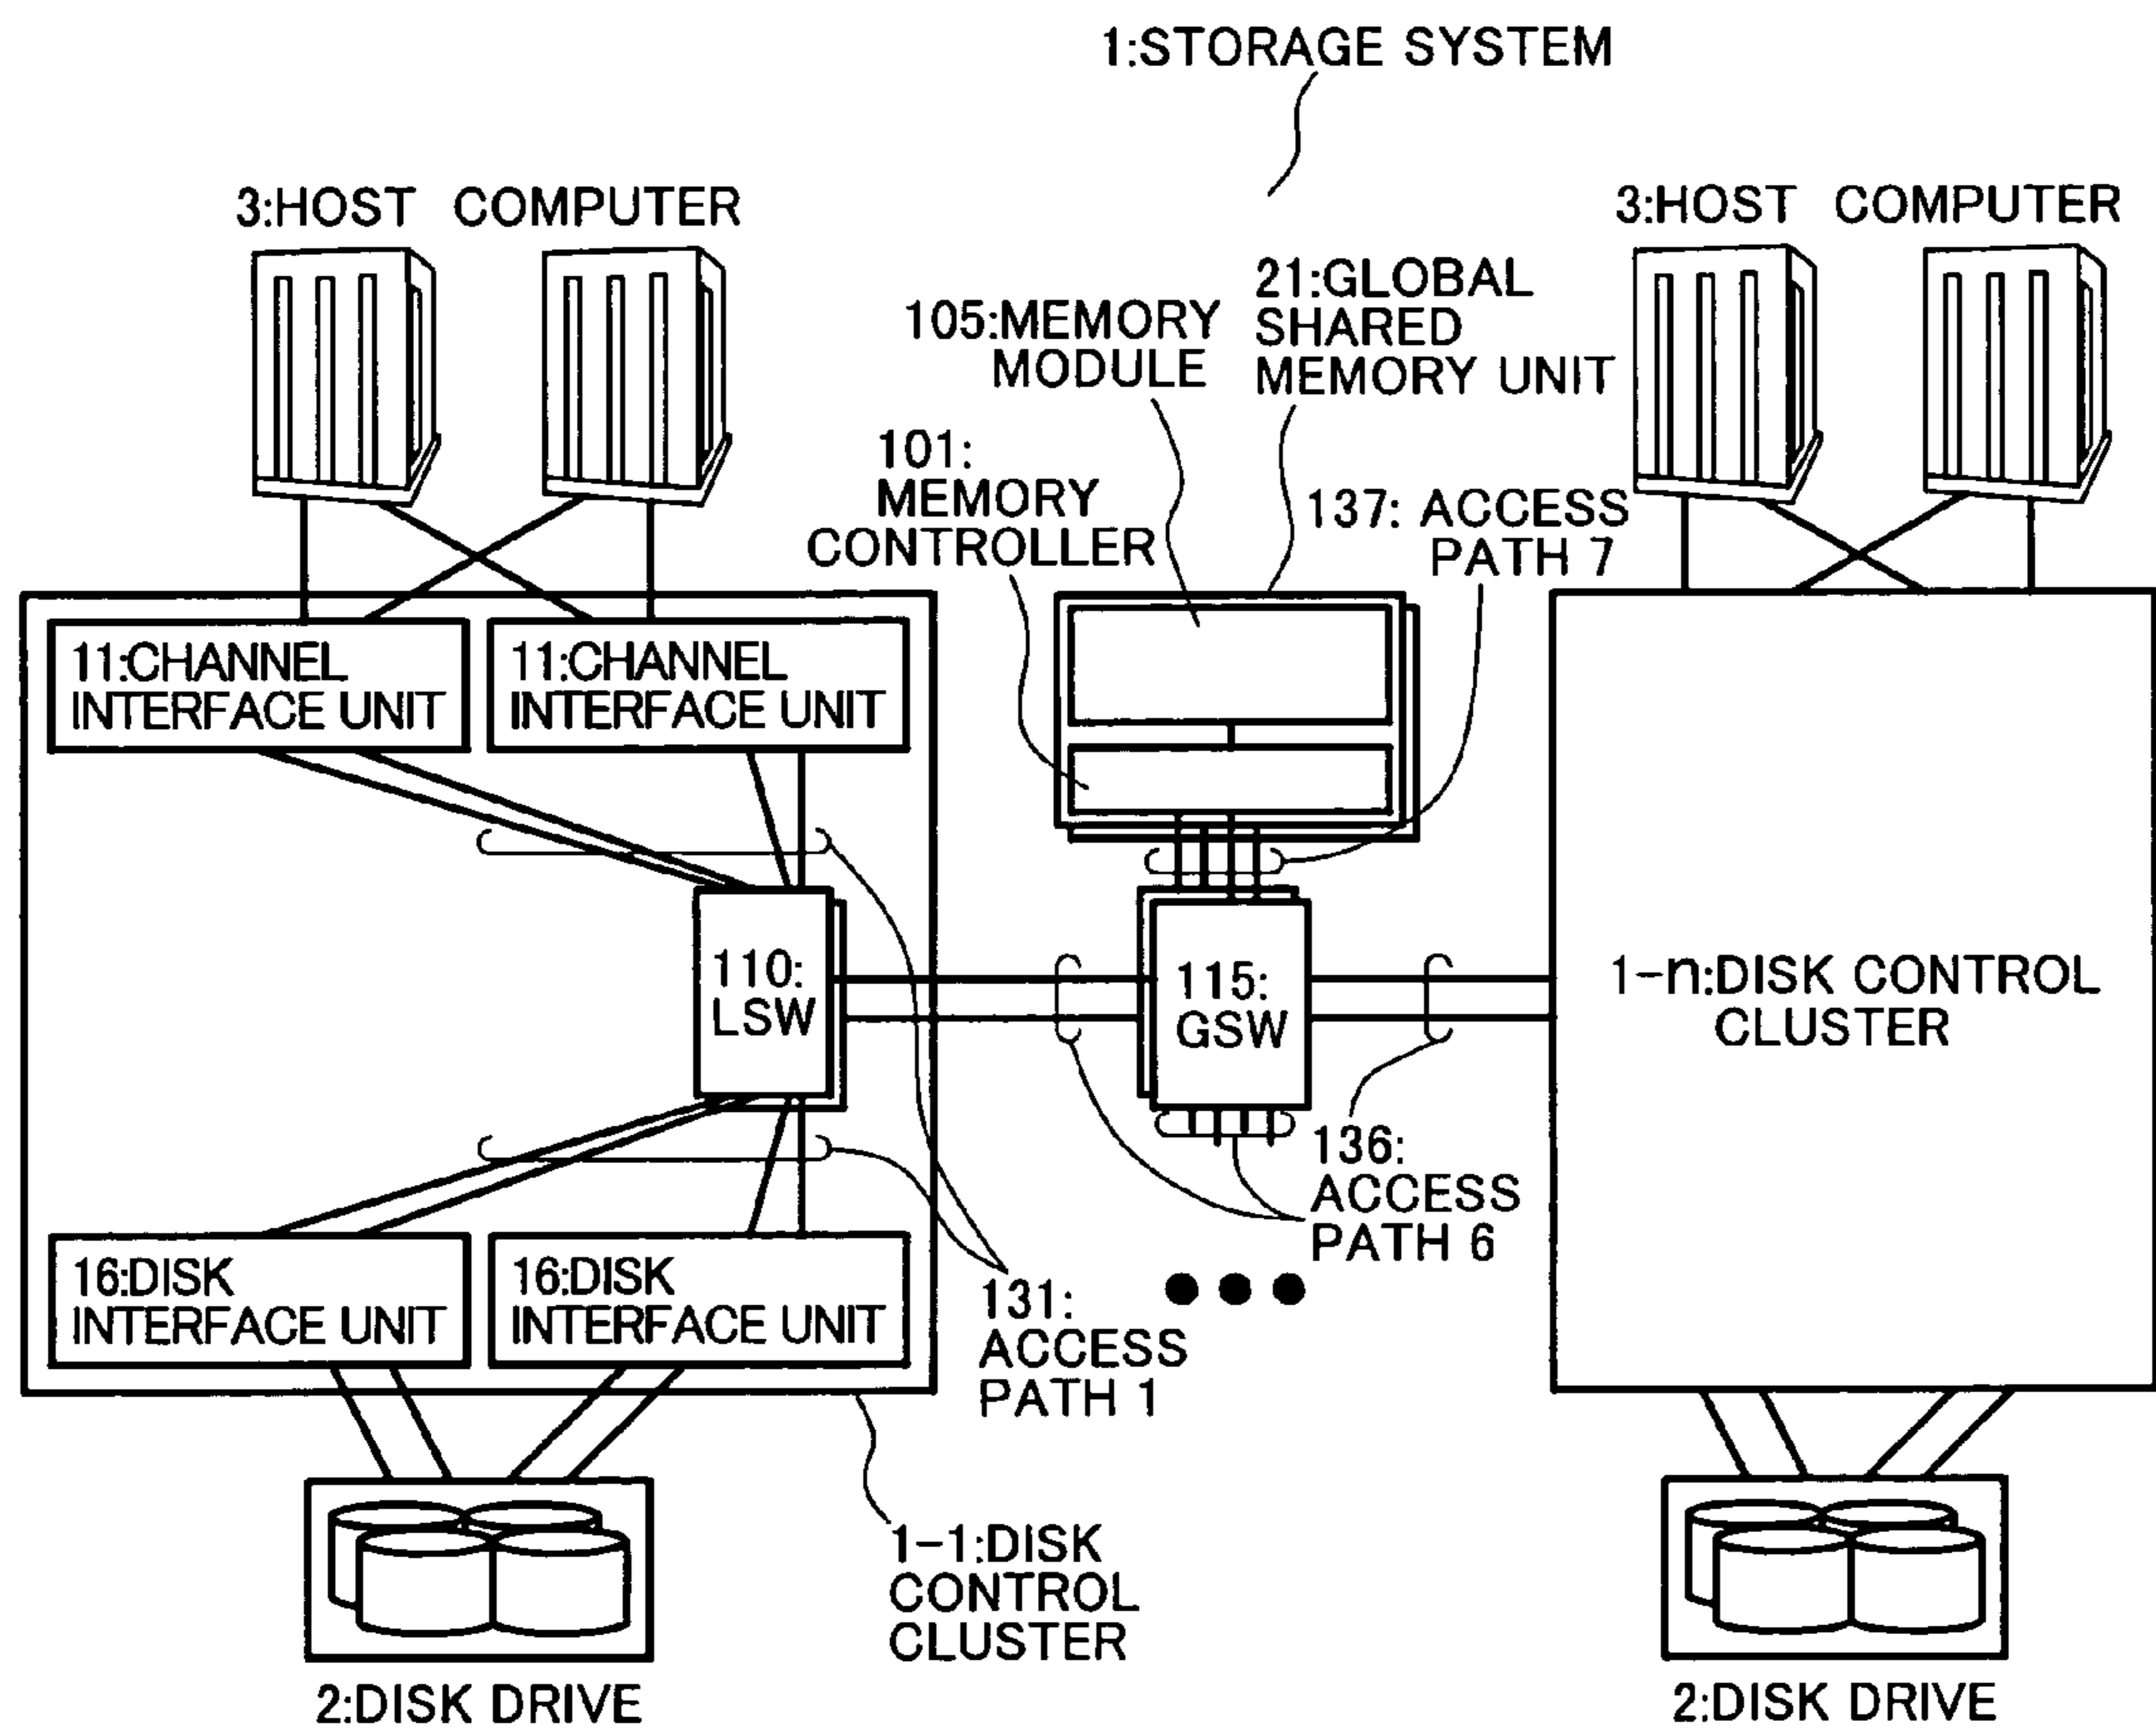 1:STORAGE SYSTEM
3:HOST COMPUTER
3:HOST COMPUTER
105:MEMORY
MODULE
21:GLOBAL
SHARED
MEMORY UNIT
101:
MEMORY
CONTROLLER
137: ACCESS
PATH 7
11:CHANNEL
INTERFACE UNIT
11:CHANNEL
INTERFACE UNIT
110:
LSW
115:
GSW
1-n:DISK CONTROL
CLUSTER
136:
ACCESS
PATH 6
16:DISK
INTERFACE UNIT
16:DISK
INTERFACE UNIT
131:
ACCESS
PATH 1
1-1:DISK
CONTROL
CLUSTER
2:DISK DRIVE
2:DISK DRIVE